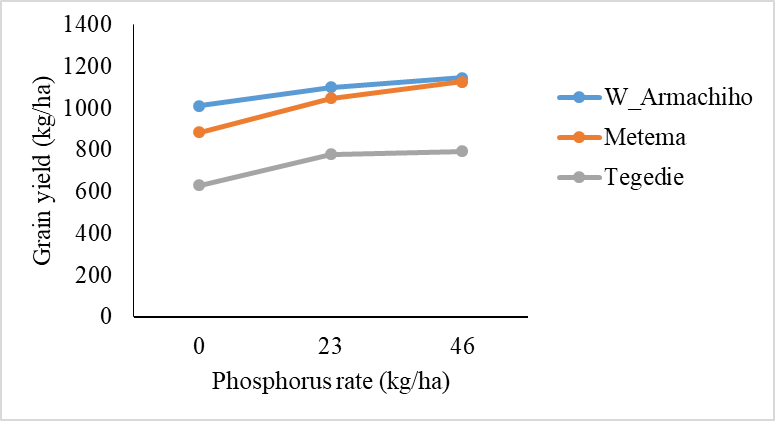 Grain yield (kg/ha)
1400
1200
1000
800
600
400
200
0
0 23 46
Phosphorus rate (kg/ha)
W_Armachiho
Metema
Tegedie